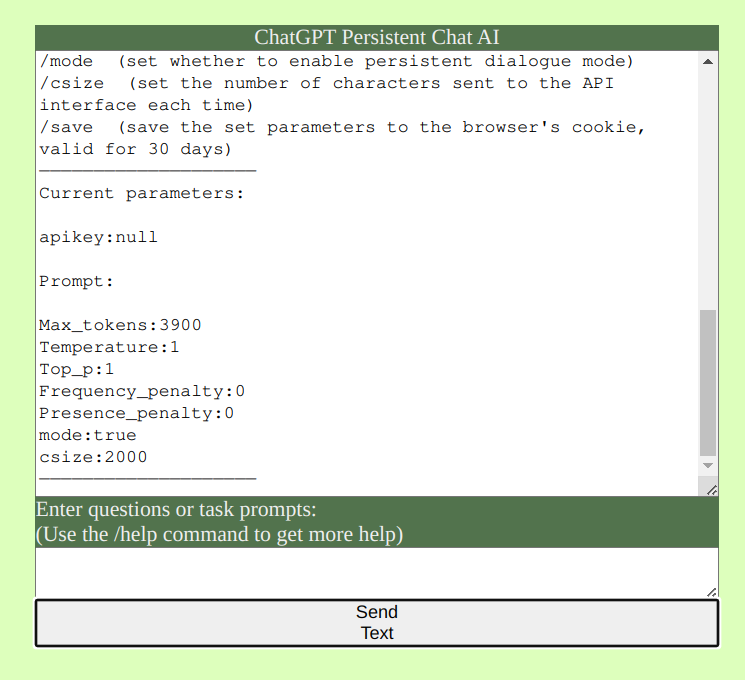 ChatGPT Persistent Chat AI
/mode  (set whether to enable persistent dialogue mode)
/csize  (set the number of characters sent to the API
interface each time)
/save  (save the set parameters to the browser's cookie,
valid for 30 days)
————————————————————
Current parameters:
apikey:null
Prompt:
Max_tokens:3900
Temperature:1
Top_p:1
Frequency_penalty:0
Presence_penalty:0
mode:true
csize:2000
————————————————————
Enter questions or task prompts:
(Use the /help command to get more help)
Send
Text